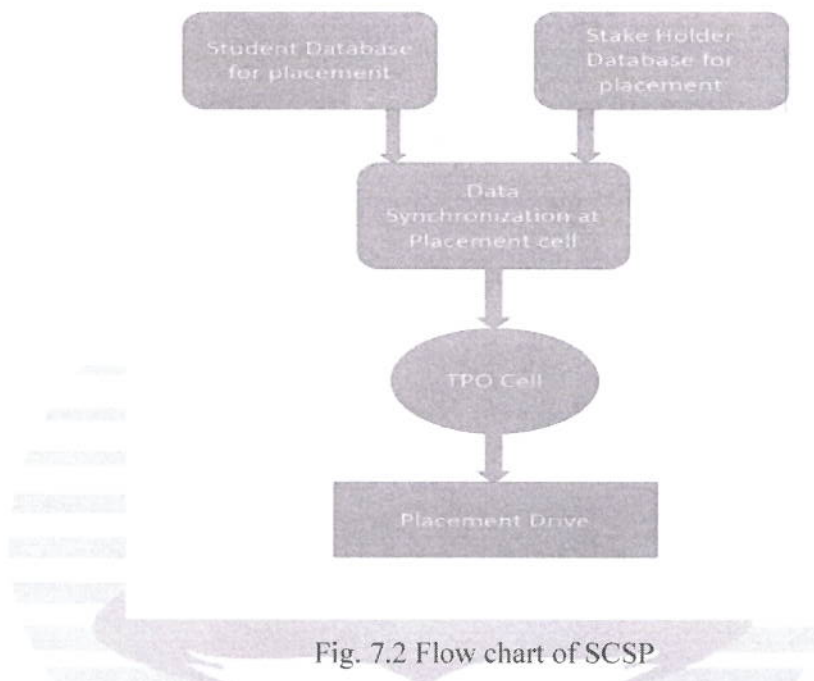 Student Database
for placement
Stake Holder
Database for
placement
Data
Synchronization at
Placement cell
TPO Cell
Placement Drive
Fig. 7.2 Flow chart of SCSP